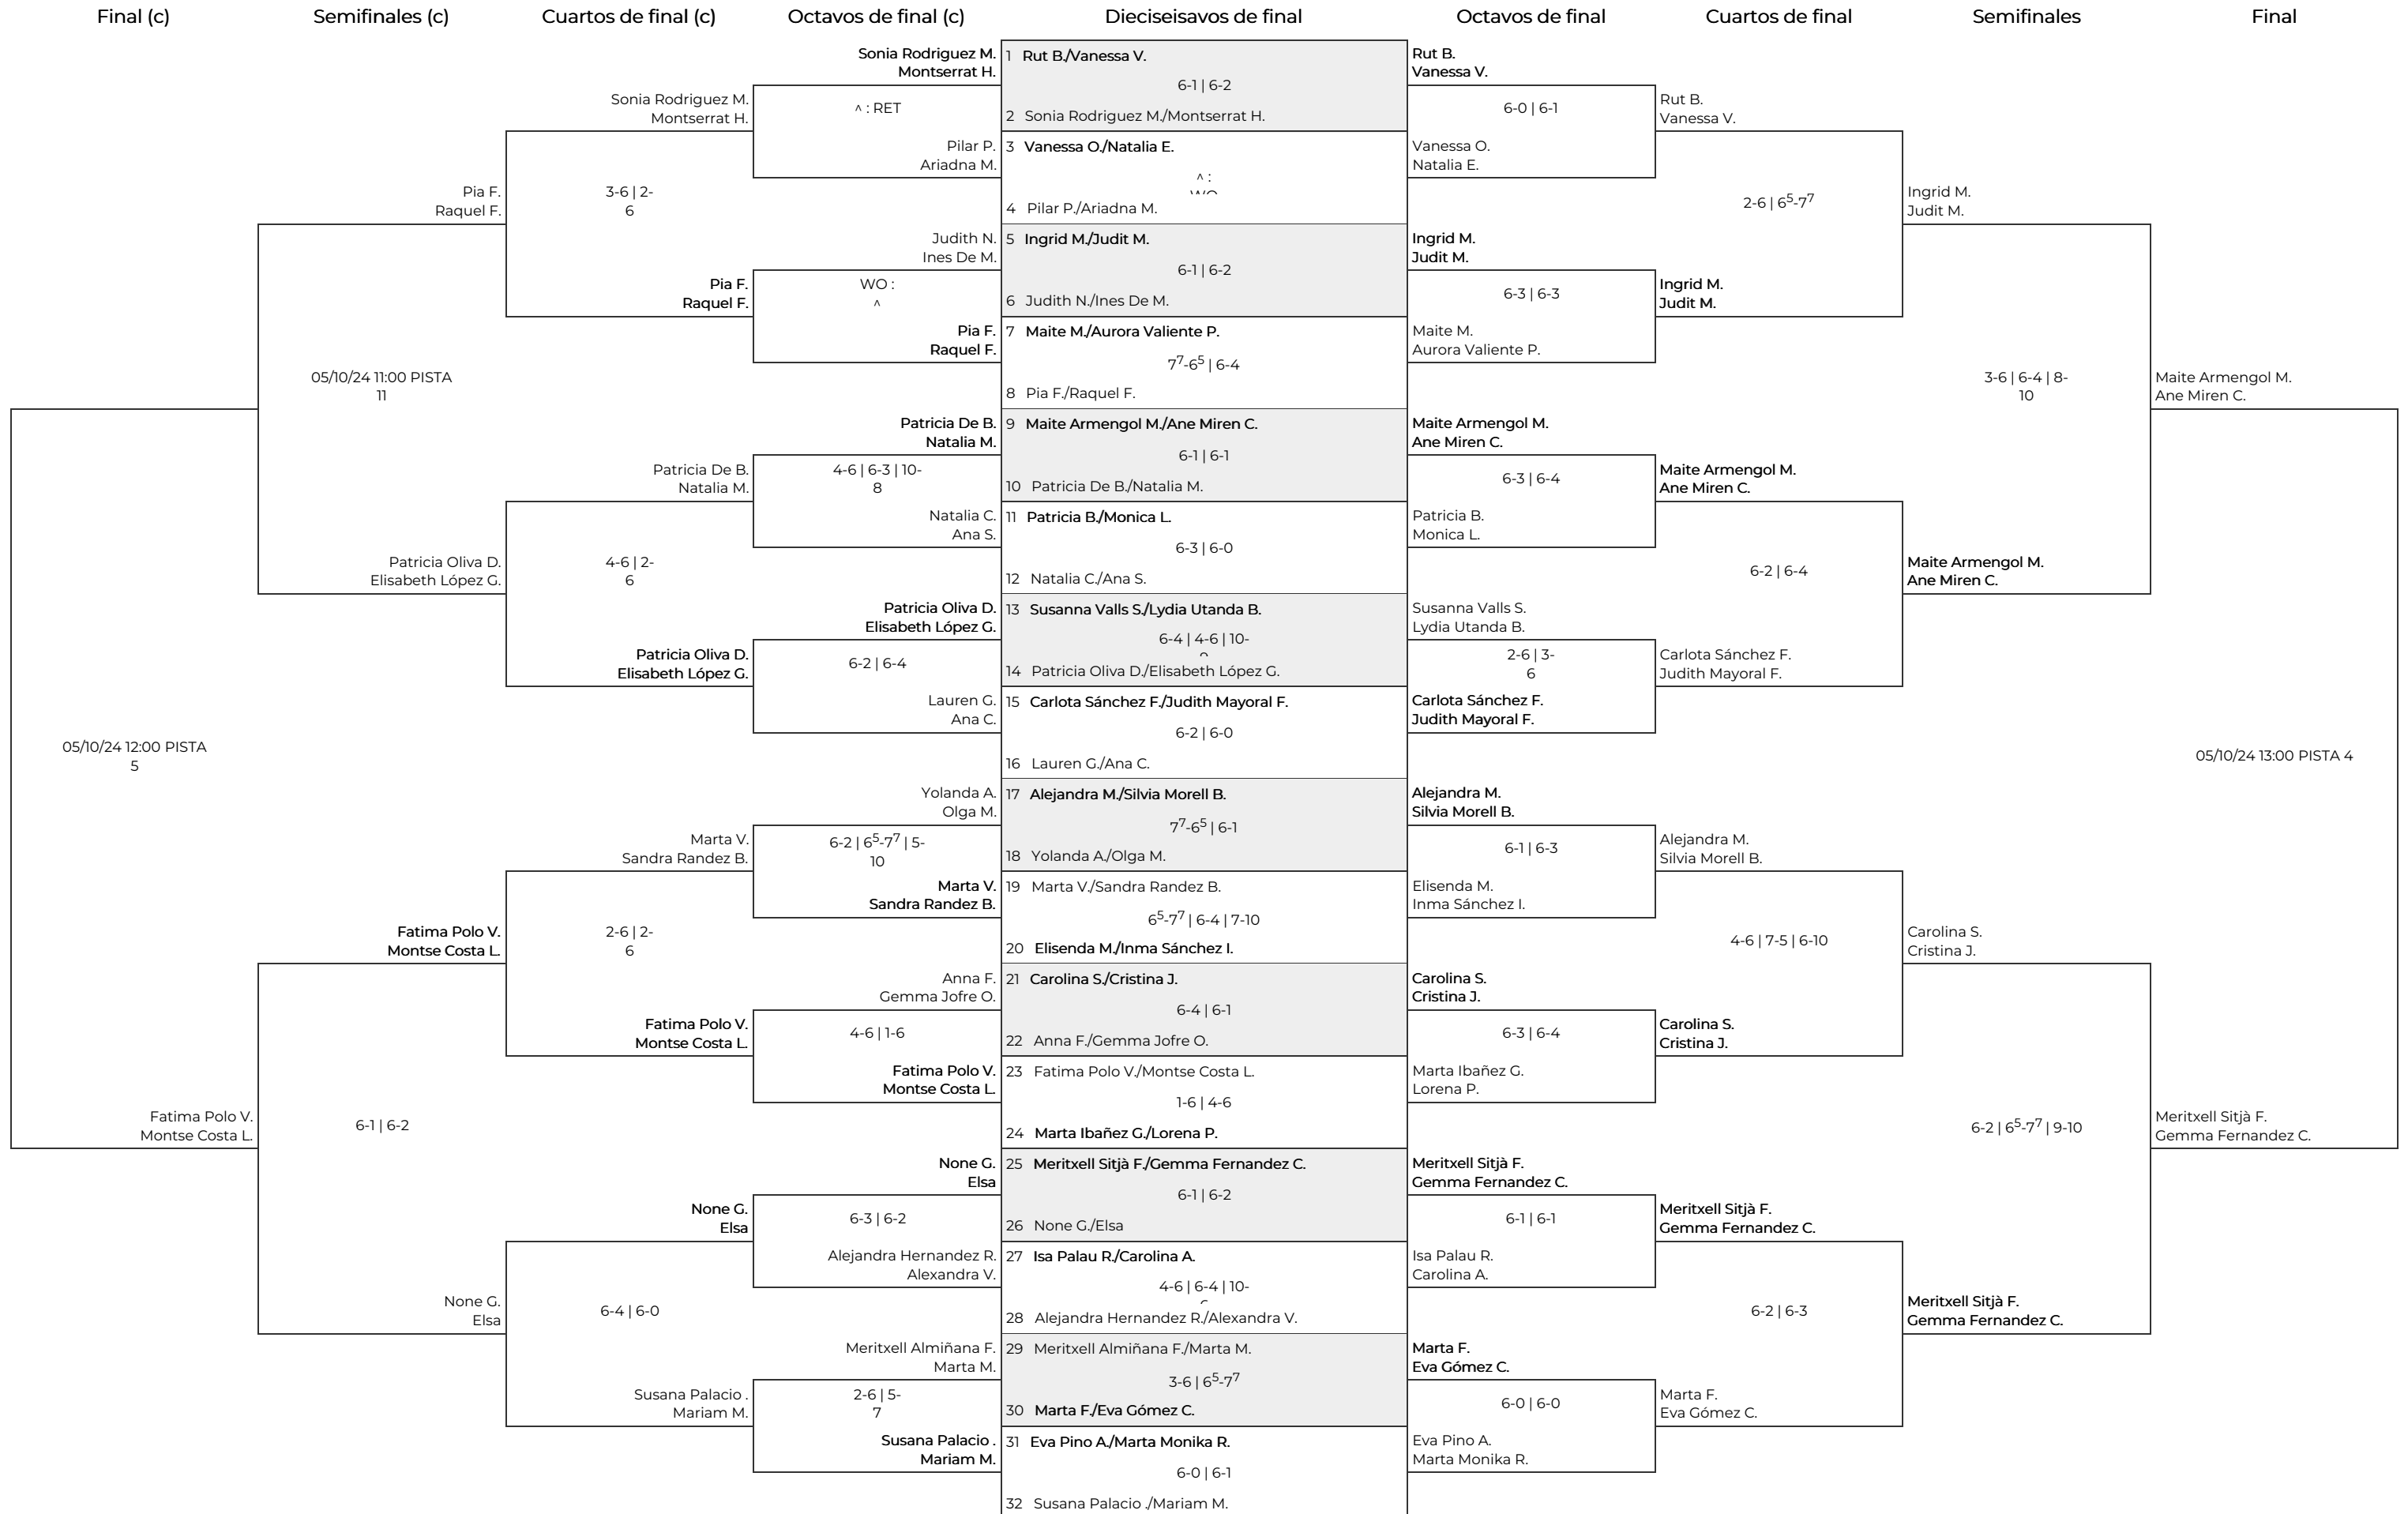 Final (c)
Semifinales (c)
Cuartos de final (c)
Octavos de final (c)
Dieciseisavos de final
Octavos de final
Cuartos de final
Semifinales
Final
05/10/24 12:00 PISTA
5
Fatima Polo V.
Montse Costa L.
Pia F.
Raquel F.
05/10/24 11:00 PISTA
11
Patricia Oliva D.
Elisabeth López G.
Fatima Polo V.
Montse Costa L.
6-1 | 6-2
None G.
Elsa
Sonia Rodriguez M.
Montserrat H.
3-6 | 2-
6
Pia F.
Raquel F.
Patricia De B.
Natalia M.
4-6 | 2-
6
Patricia Oliva D.
Elisabeth López G.
Marta V.
Sandra Randez B.
2-6 | 2-
6
Fatima Polo V.
Montse Costa L.
None G.
Elsa
6-4 | 6-0
Susana Palacio .
Mariam M.
Sonia Rodriguez M.
Montserrat H.
^ : RET
Pilar P.
Ariadna M.
Judith N.
Ines De M.
WO :
^
Pia F.
Raquel F.
Patricia De B.
Natalia M.
4-6 | 6-3 | 10-
8
Natalia C.
Ana S.
Patricia Oliva D.
Elisabeth López G.
6-2 | 6-4
Lauren G.
Ana C.
Yolanda A.
Olga M.
6-2 | 6⁵-7⁷ | 5-
10
Marta V.
Sandra Randez B.
Anna F.
Gemma Jofre O.
4-6 | 1-6
Fatima Polo V.
Montse Costa L.
None G.
Elsa
6-3 | 6-2
Alejandra Hernandez R.
Alexandra V.
Meritxell Almiñana F.
Marta M.
2-6 | 5-
7
Susana Palacio .
Mariam M.
1 Rut B./Vanessa V.
6-1 | 6-2
2 Sonia Rodriguez M./Montserrat H.
3 Vanessa O./Natalia E.
^ :
WO
4 Pilar P./Ariadna M.
5 Ingrid M./Judit M.
6-1 | 6-2
6 Judith N./Ines De M.
7 Maite M./Aurora Valiente P.
7⁷-6⁵ | 6-4
8 Pia F./Raquel F.
9 Maite Armengol M./Ane Miren C.
6-1 | 6-1
10 Patricia De B./Natalia M.
11 Patricia B./Monica L.
6-3 | 6-0
12 Natalia C./Ana S.
13 Susanna Valls S./Lydia Utanda B.
6-4 | 4-6 | 10-
14 Patricia Oliva D./Elisabeth López G.
15 Carlota Sánchez F./Judith Mayoral F.
6-2 | 6-0
16 Lauren G./Ana C.
17 Alejandra M./Silvia Morell B.
7⁷-6⁵ | 6-1
18 Yolanda A./Olga M.
19 Marta V./Sandra Randez B.
6⁵-7⁷ | 6-4 | 7-10
20 Elisenda M./Inma Sánchez I.
21 Carolina S./Cristina J.
6-4 | 6-1
22 Anna F./Gemma Jofre O.
23 Fatima Polo V./Montse Costa L.
1-6 | 4-6
24 Marta Ibañez G./Lorena P.
25 Meritxell Sitjà F./Gemma Fernandez C.
6-1 | 6-2
26 None G./Elsa
27 Isa Palau R./Carolina A.
4-6 | 6-4 | 10-
28 Alejandra Hernandez R./Alexandra V.
29 Meritxell Almiñana F./Marta M.
3-6 | 6⁵-7⁷
30 Marta F./Eva Gómez C.
31 Eva Pino A./Marta Monika R.
6-0 | 6-1
32 Susana Palacio ./Mariam M.
Rut B.
Vanessa V.
6-0 | 6-1
Vanessa O.
Natalia E.
Ingrid M.
Judit M.
6-3 | 6-3
Maite M.
Aurora Valiente P.
Maite Armengol M.
Ane Miren C.
6-3 | 6-4
Patricia B.
Monica L.
Susanna Valls S.
Lydia Utanda B.
2-6 | 3-
6
Carlota Sánchez F.
Judith Mayoral F.
Alejandra M.
Silvia Morell B.
6-1 | 6-3
Elisenda M.
Inma Sánchez I.
Carolina S.
Cristina J.
6-3 | 6-4
Marta Ibañez G.
Lorena P.
Meritxell Sitjà F.
Gemma Fernandez C.
6-1 | 6-1
Isa Palau R.
Carolina A.
Marta F.
Eva Gómez C.
6-0 | 6-0
Eva Pino A.
Marta Monika R.
Rut B.
Vanessa V.
2-6 | 6⁵-7⁷
Ingrid M.
Judit M.
Maite Armengol M.
Ane Miren C.
6-2 | 6-4
Carlota Sánchez F.
Judith Mayoral F.
Alejandra M.
Silvia Morell B.
4-6 | 7-5 | 6-10
Carolina S.
Cristina J.
Meritxell Sitjà F.
Gemma Fernandez C.
6-2 | 6-3
Marta F.
Eva Gómez C.
Ingrid M.
Judit M.
3-6 | 6-4 | 8-
10
Maite Armengol M.
Ane Miren C.
Carolina S.
Cristina J.
6-2 | 6⁵-7⁷ | 9-10
Meritxell Sitjà F.
Gemma Fernandez C.
Maite Armengol M.
Ane Miren C.
05/10/24 13:00 PISTA 4
Meritxell Sitjà F.
Gemma Fernandez C.